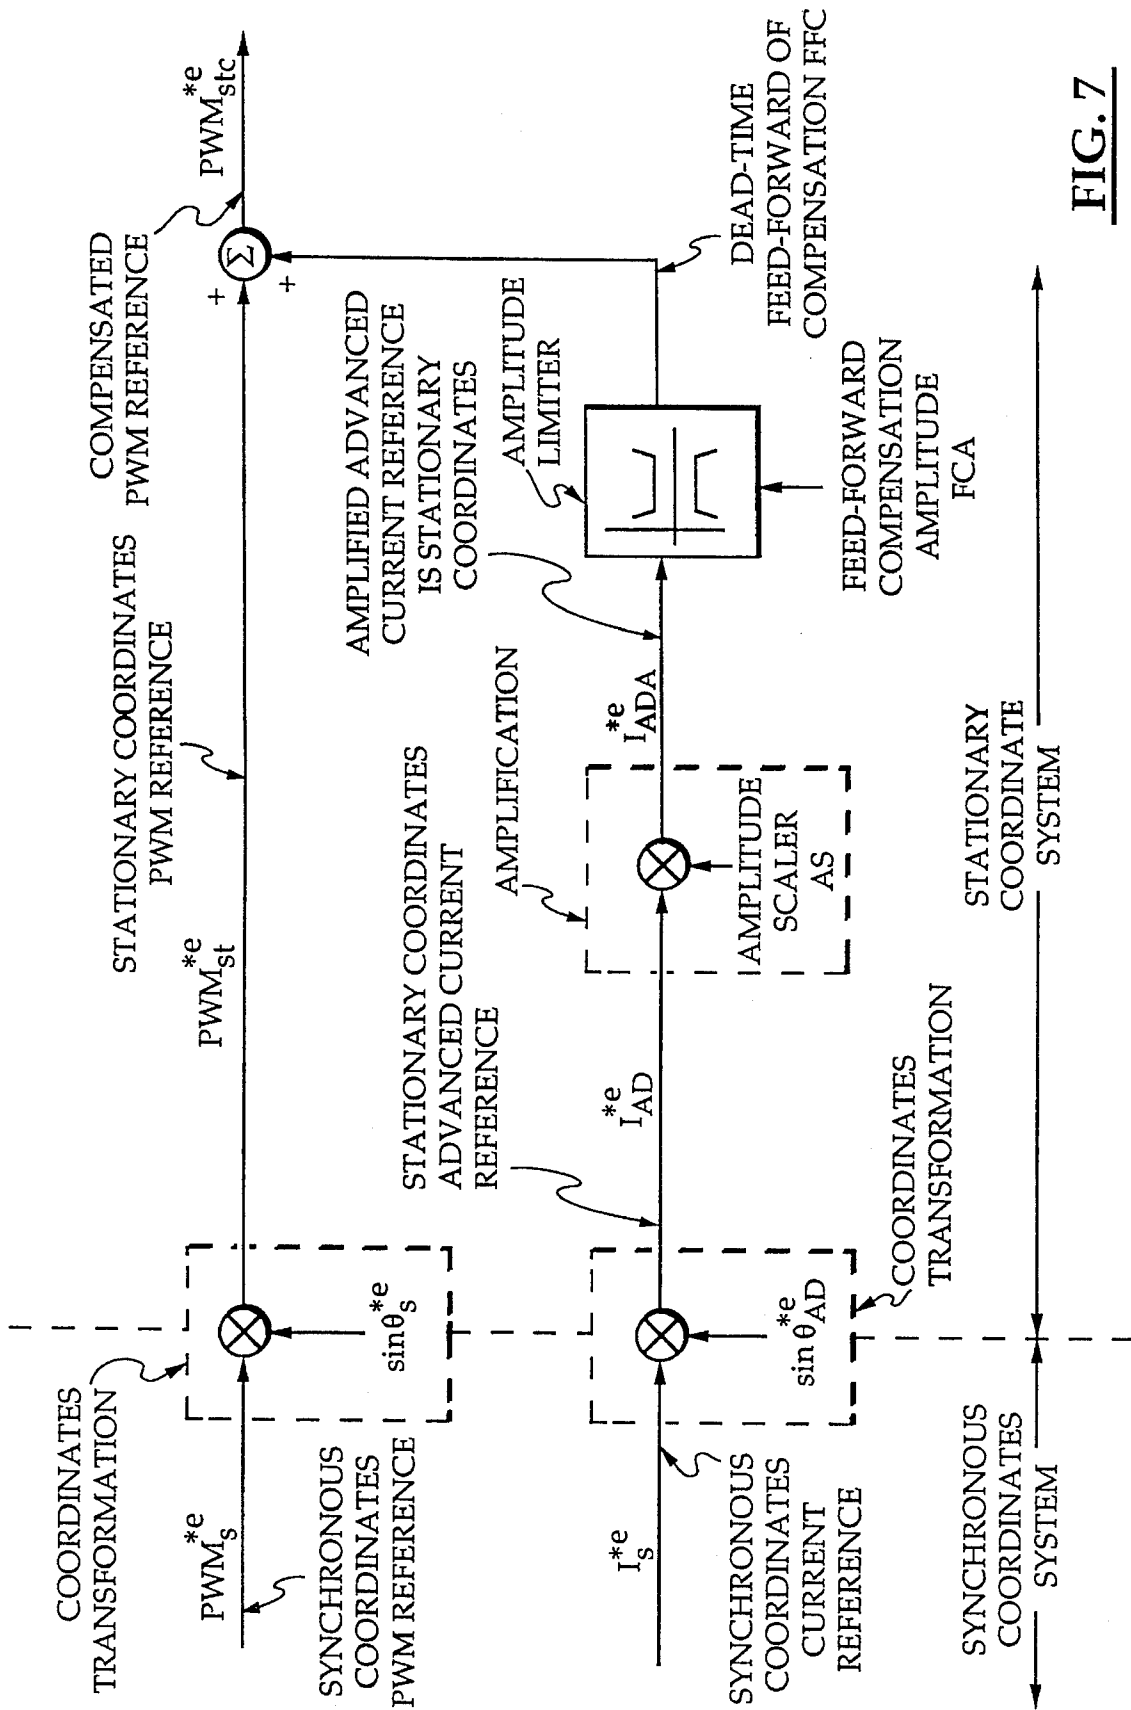 COORDINATES
TRANSFORMATION
PWM*e s
SYNCHRONOUS
COORDINATES
PWM REFERENCE
sinθ*e s
PWM*e st
STATIONARY COORDINATES
PWM REFERENCE
COMPENSATED
PWM REFERENCE
+
+
Σ
PWM*e stc
I*e s
SYNCHRONOUS
COORDINATES
CURRENT
REFERENCE
sin θ*e AD
COORDINATES
TRANSFORMATION
STATIONARY COORDINATES
ADVANCED CURRENT
REFERENCE
I*e AD
AMPLIFICATION
AMPLITUDE
SCALER
AS
I*e ADA
AMPLIFIED ADVANCED
CURRENT REFERENCE
IS STATIONARY
COORDINATES
AMPLITUDE
LIMITER
FEED-FORWARD
COMPENSATION
AMPLITUDE
FCA
DEAD-TIME
FEED-FORWARD OF
COMPENSATION FFC
SYNCHRONOUS
COORDINATES
SYSTEM
STATIONARY
COORDINATE
SYSTEM
FIG. 7